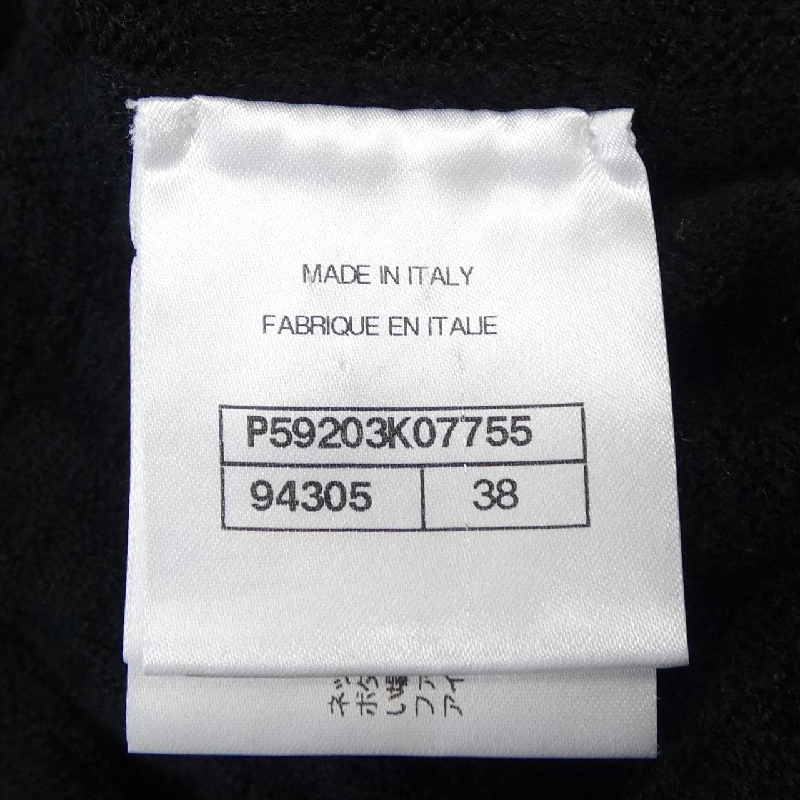 MADE IN ITALY
FABRIQUE EN ITALIE
P59203K07755
94305 38